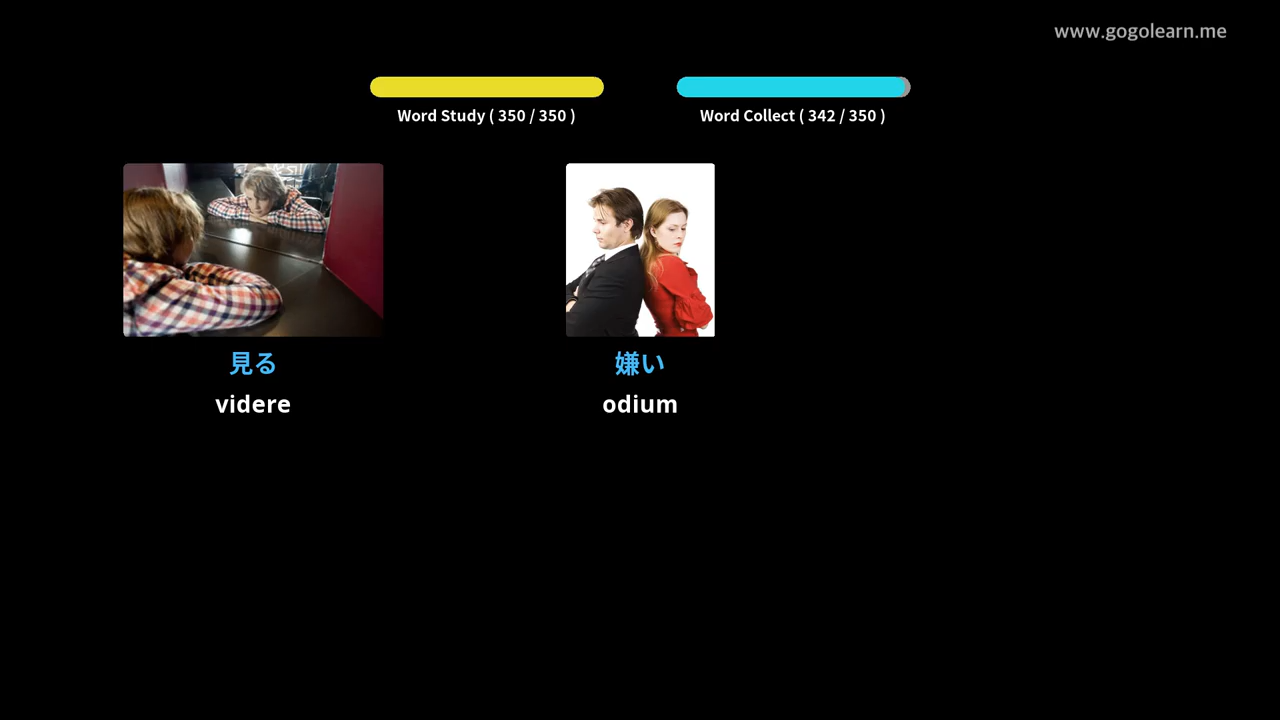 www.gogolearn.me
Word Study ( 350 / 350 )
Word Collect ( 342 / 350 )
見る
videre
嫌い
odium